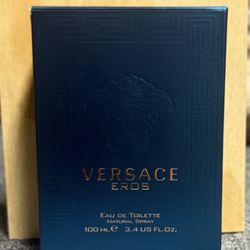 VERSACE
EROS
EAU DE TOILETTE
NATURAL SPRAY
100 ML ℮ 3.4 US FL.OZ.